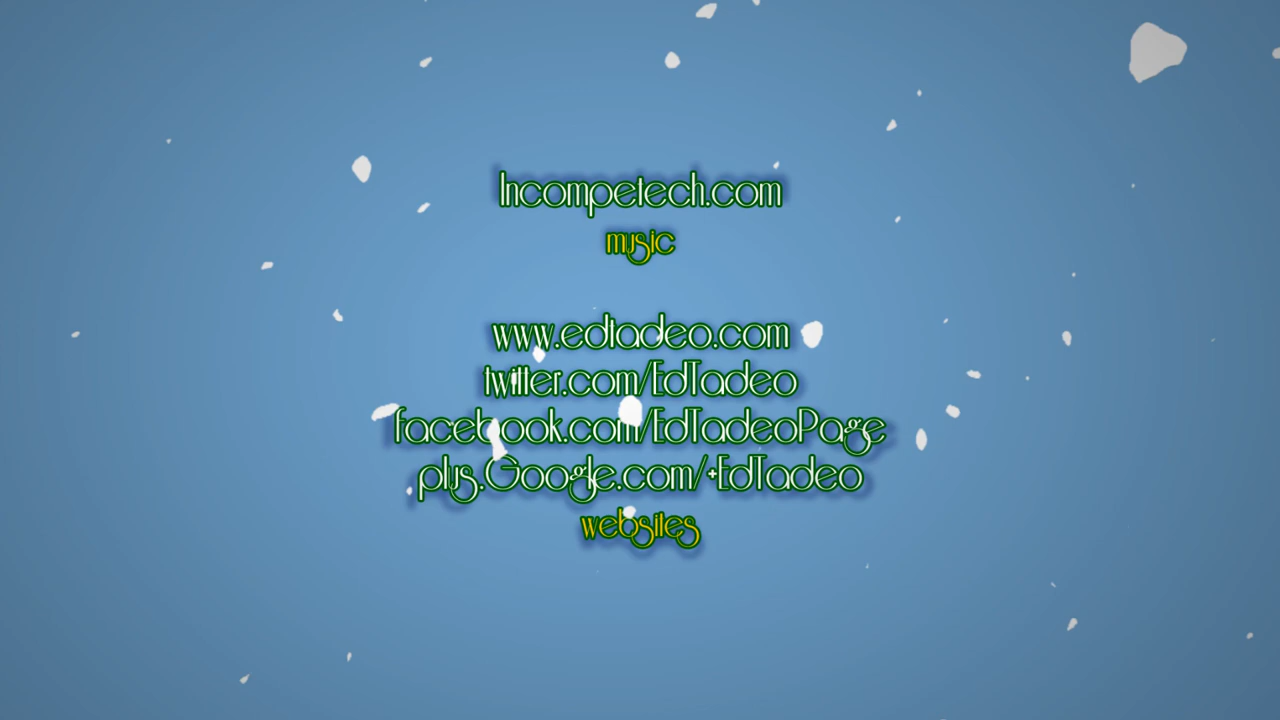 Incompetech.com
music
www.edtadeo.com
twitter.com/EdTadeo
facebook.com/EdTadeoPage
plus.Google.com/+EdTadeo
websites